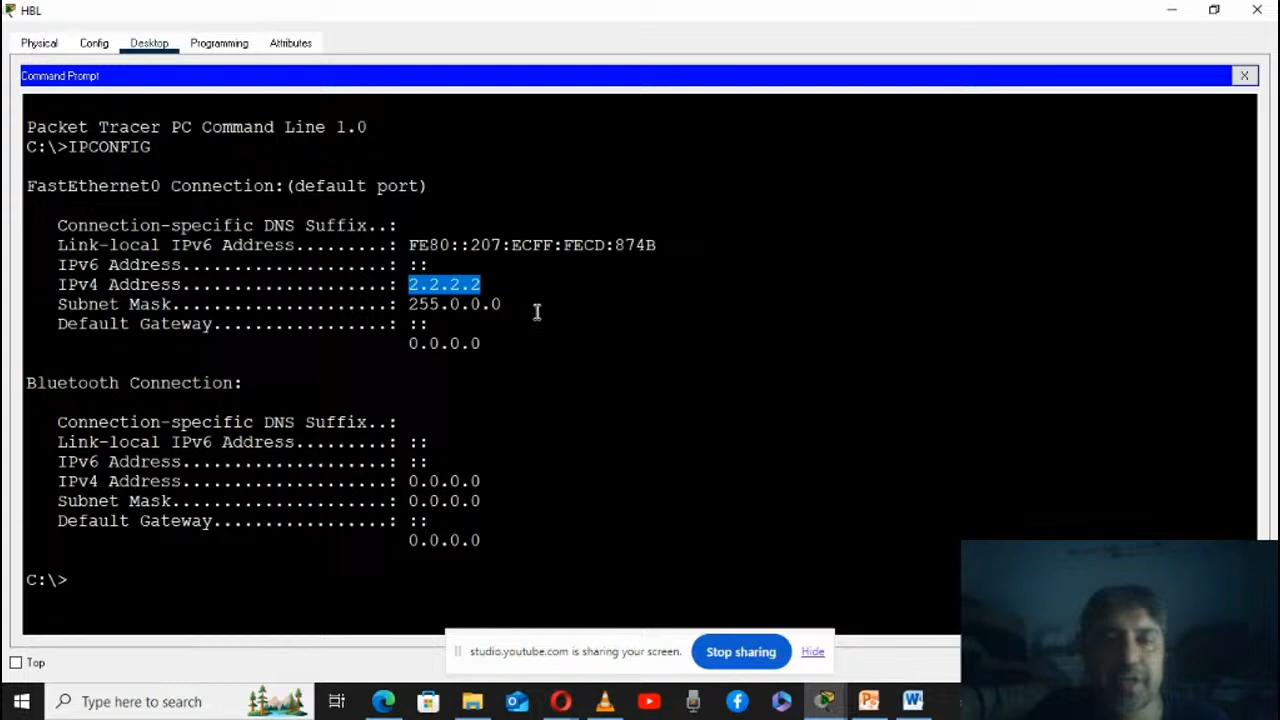 HBL
Physical Config Desktop Programming Attributes
Command Prompt
X
Packet Tracer PC Command Line 1.0
C:\>IPCONFIG
FastEthernet0 Connection:(default port)
Connection-specific DNS Suffix..:
Link-local IPv6 Address.........: FE80::207:ECFF:FECD:874B
IPv6 Address....................: ::
IPv4 Address....................: 2.2.2.2
Subnet Mask.....................: 255.0.0.0
Default Gateway.................: ::
0.0.0.0
Bluetooth Connection:
Connection-specific DNS Suffix..:
Link-local IPv6 Address.........: ::
IPv6 Address....................: ::
IPv4 Address....................: 0.0.0.0
Subnet Mask.....................: 0.0.0.0
Default Gateway.................: ::
0.0.0.0
C:\>
studio.youtube.com is sharing your screen. Stop sharing Hide
Top
Type here to search